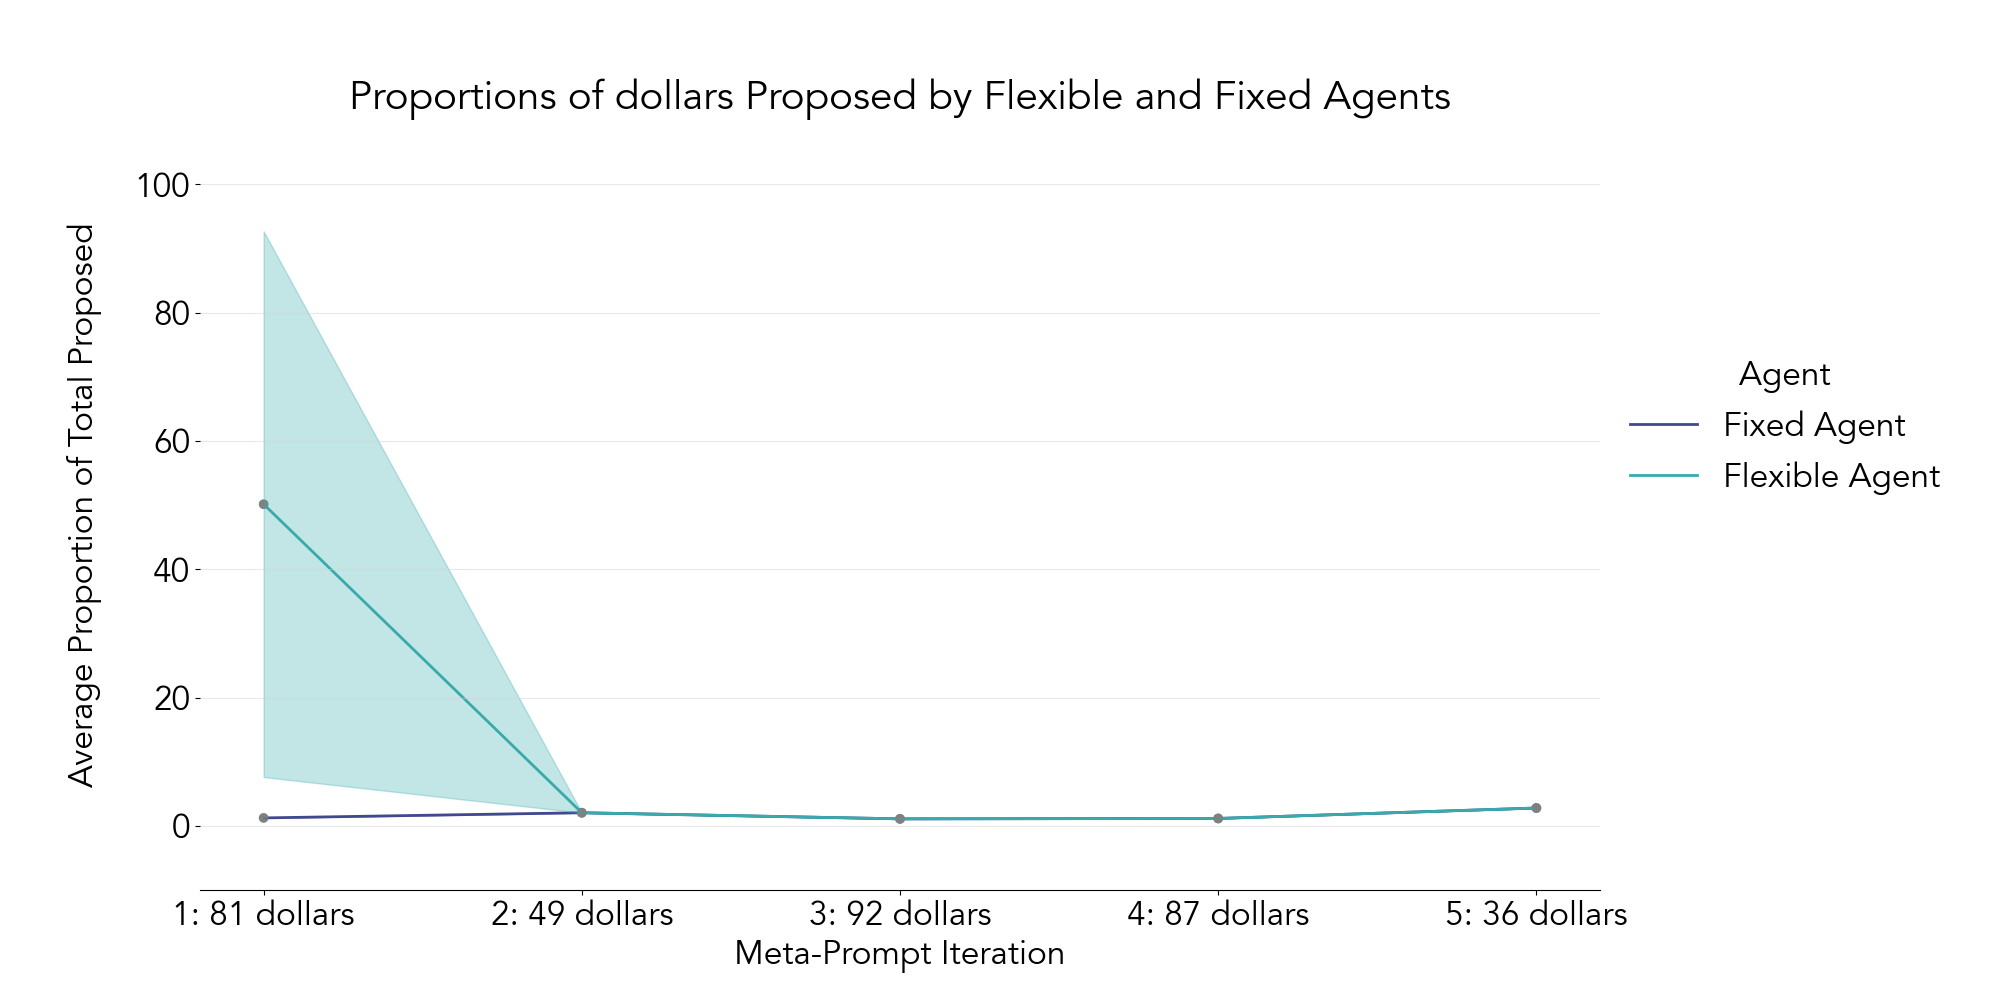 Proportions of dollars Proposed by Flexible and Fixed Agents
Average Proportion of Total Proposed
100
80
60
40
20
0
1: 81 dollars
2: 49 dollars
3: 92 dollars
4: 87 dollars
5: 36 dollars
Meta-Prompt Iteration
Agent
Fixed Agent
Flexible Agent